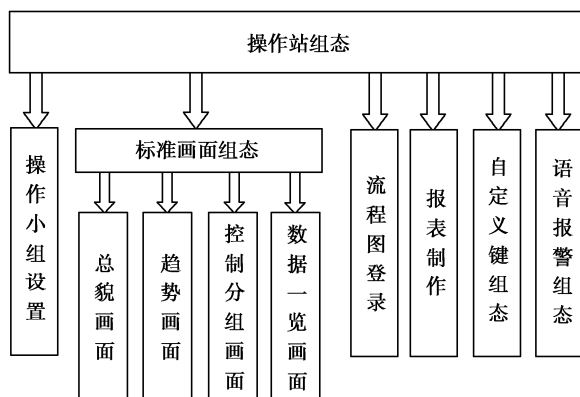 操作站组态
操作小组设置
标准画面组态
总貌画面
趋势画面
控制分组画面
数据一览画面
流程图登录
报表制作
自定义键组态
语音报警组态